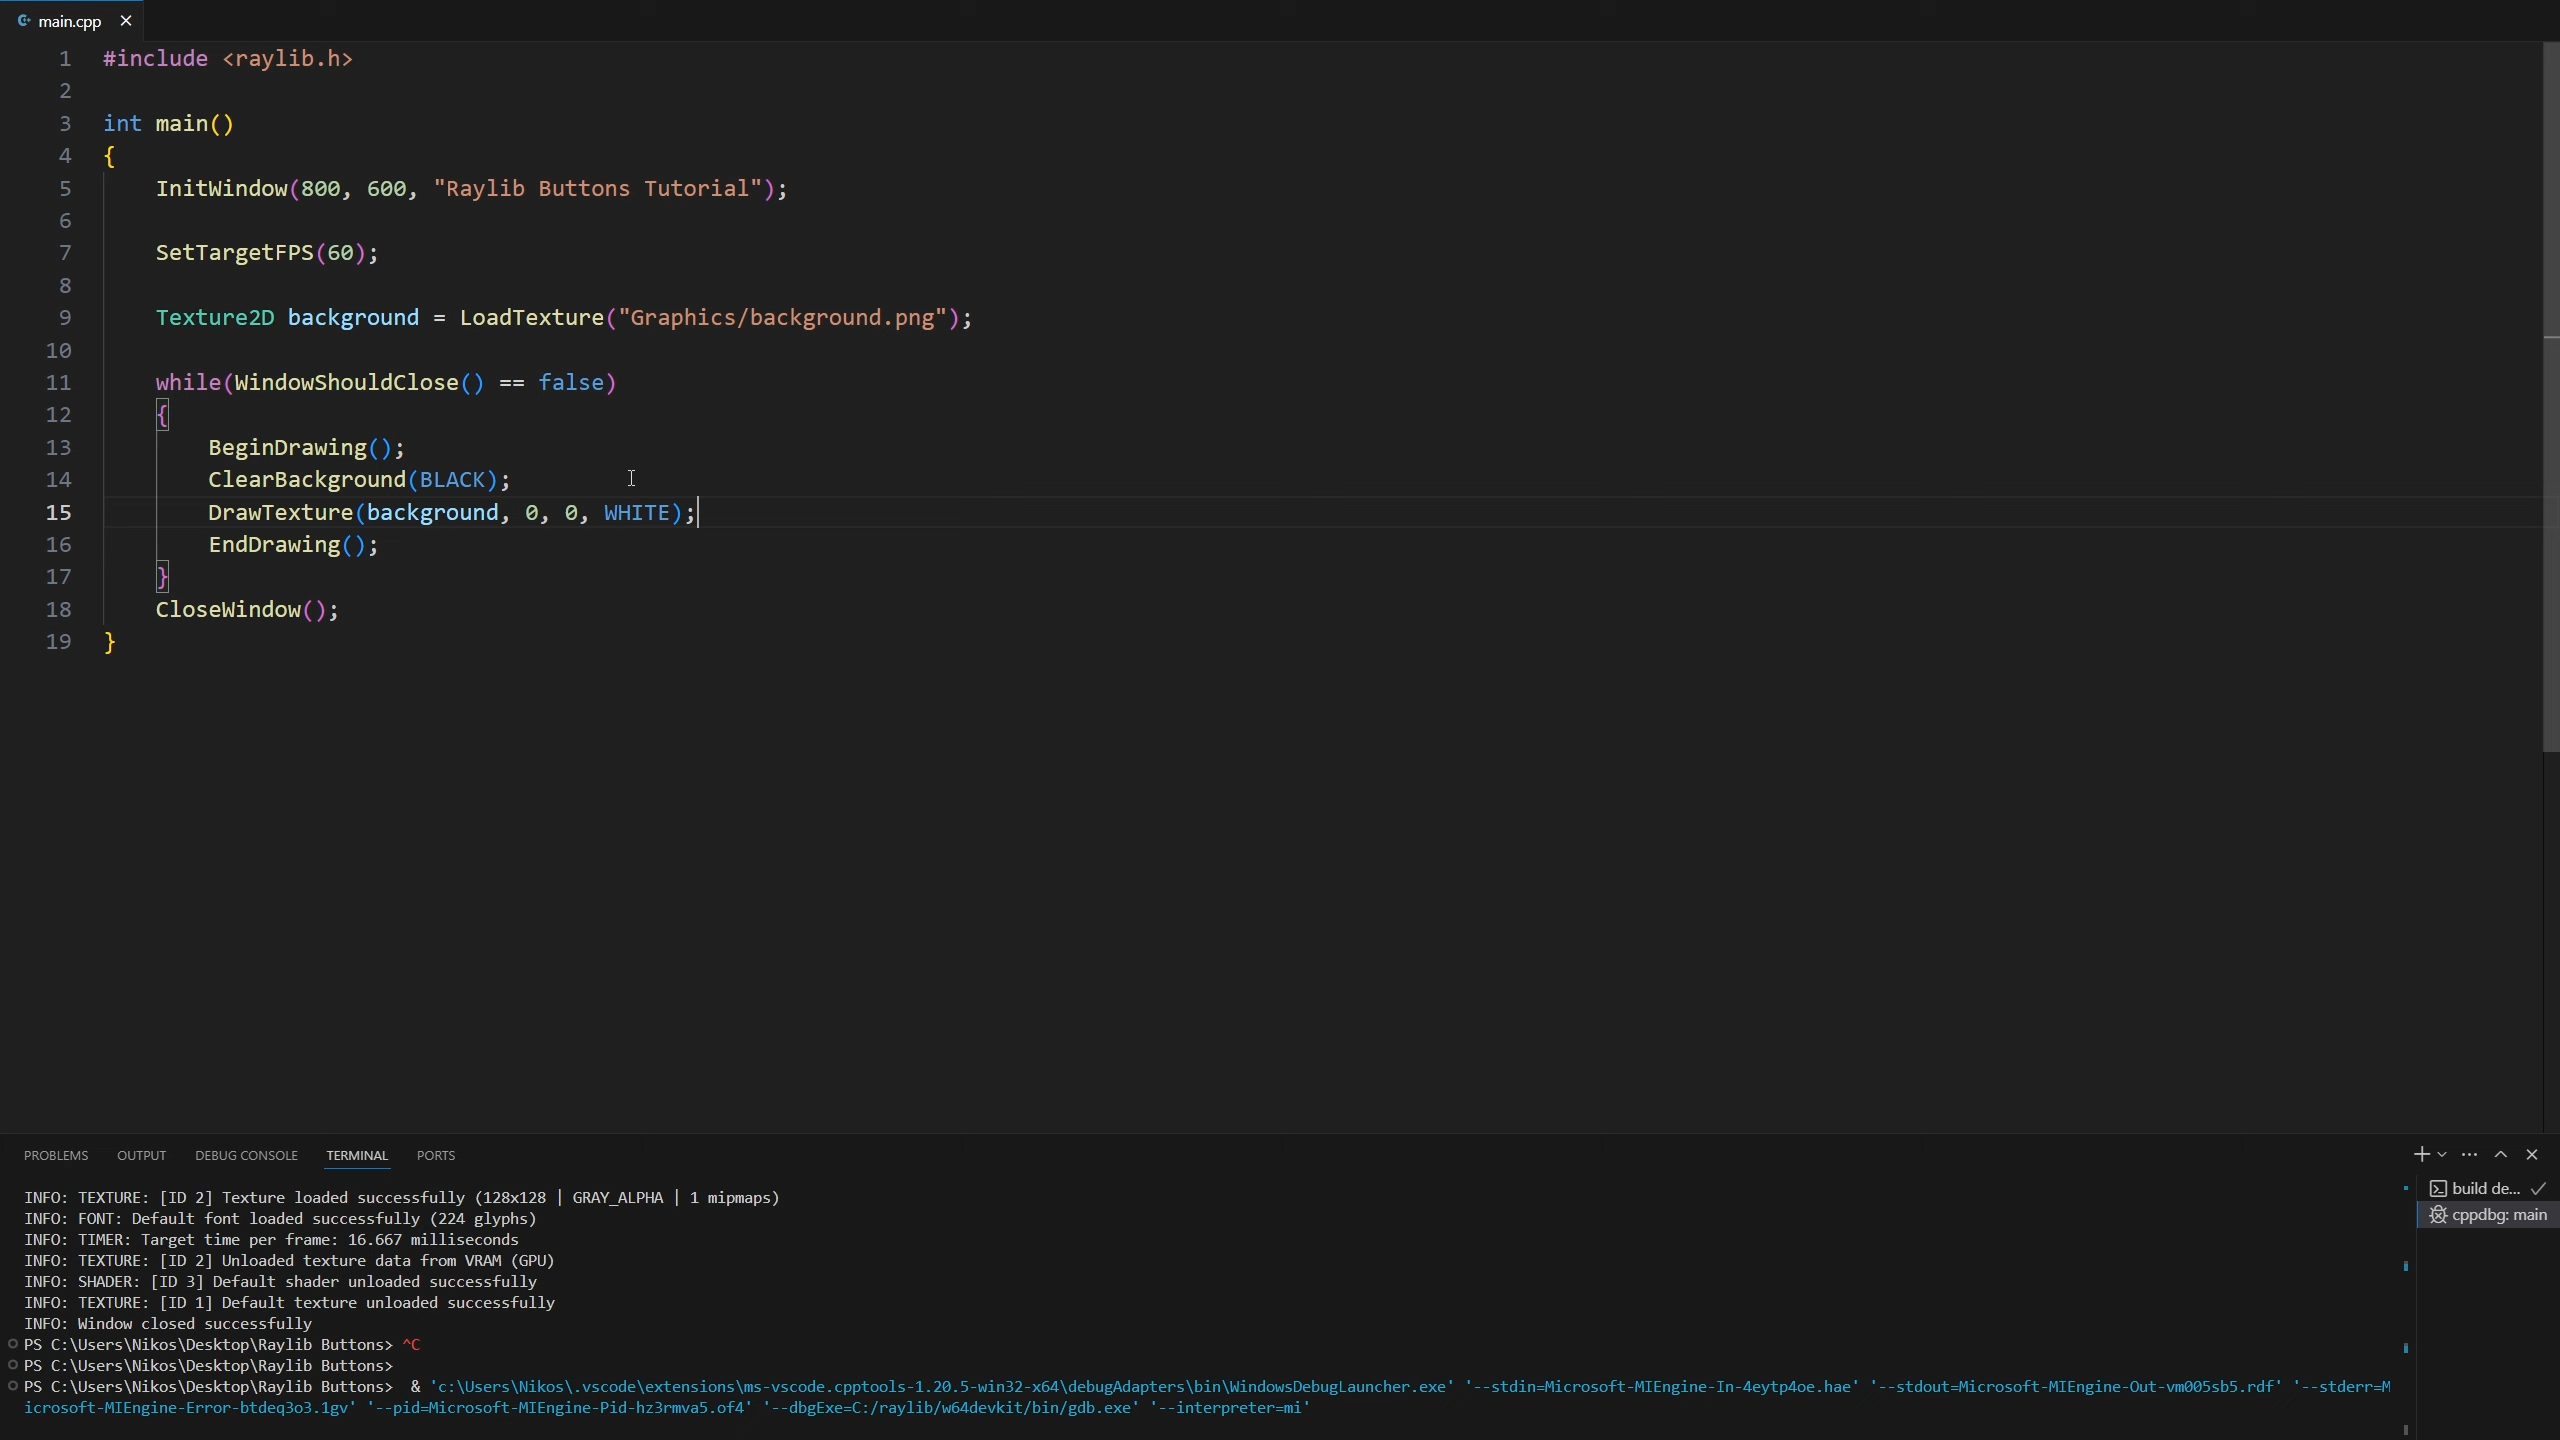 main.cpp
1 #include <raylib.h>
2
3 int main()
4 {
5 InitWindow(800, 600, "Raylib Buttons Tutorial");
6
7 SetTargetFPS(60);
8
9 Texture2D background = LoadTexture("Graphics/background.png");
10
11 while(WindowShouldClose() == false)
12 {
13 BeginDrawing();
14 ClearBackground(BLACK);
15 DrawTexture(background, 0, 0, WHITE);
16 EndDrawing();
17 }
18 CloseWindow();
19 }
PROBLEMS OUTPUT DEBUG CONSOLE TERMINAL PORTS
INFO: TEXTURE: [ID 2] Texture loaded successfully (128x128 | GRAY_ALPHA | 1 mipmaps)
INFO: FONT: Default font loaded successfully (224 glyphs)
INFO: TIMER: Target time per frame: 16.667 milliseconds
INFO: TEXTURE: [ID 2] Unloaded texture data from VRAM (GPU)
INFO: SHADER: [ID 3] Default shader unloaded successfully
INFO: TEXTURE: [ID 1] Default texture unloaded successfully
INFO: Window closed successfully
PS C:\Users\Nikos\Desktop\Raylib Buttons> ^C
PS C:\Users\Nikos\Desktop\Raylib Buttons>
PS C:\Users\Nikos\Desktop\Raylib Buttons> & 'c:\Users\Nikos\.vscode\extensions\ms-vscode.cpptools-1.20.5-win32-x64\debugAdapters\bin\WindowsDebugLauncher.exe' '--stdin=Microsoft-MIEngine-In-4eytp4oe.hae' '--stdout=Microsoft-MIEngine-Out-vm005sb5.rdf' '--stderr=M
icrosoft-MIEngine-Error-btdeq3o3.1gv' '--pid=Microsoft-MIEngine-Pid-hz3rmva5.of4' '--dbgExe=C:/raylib/w64devkit/bin/gdb.exe' '--interpreter=mi'
build de...
cppdbg: main